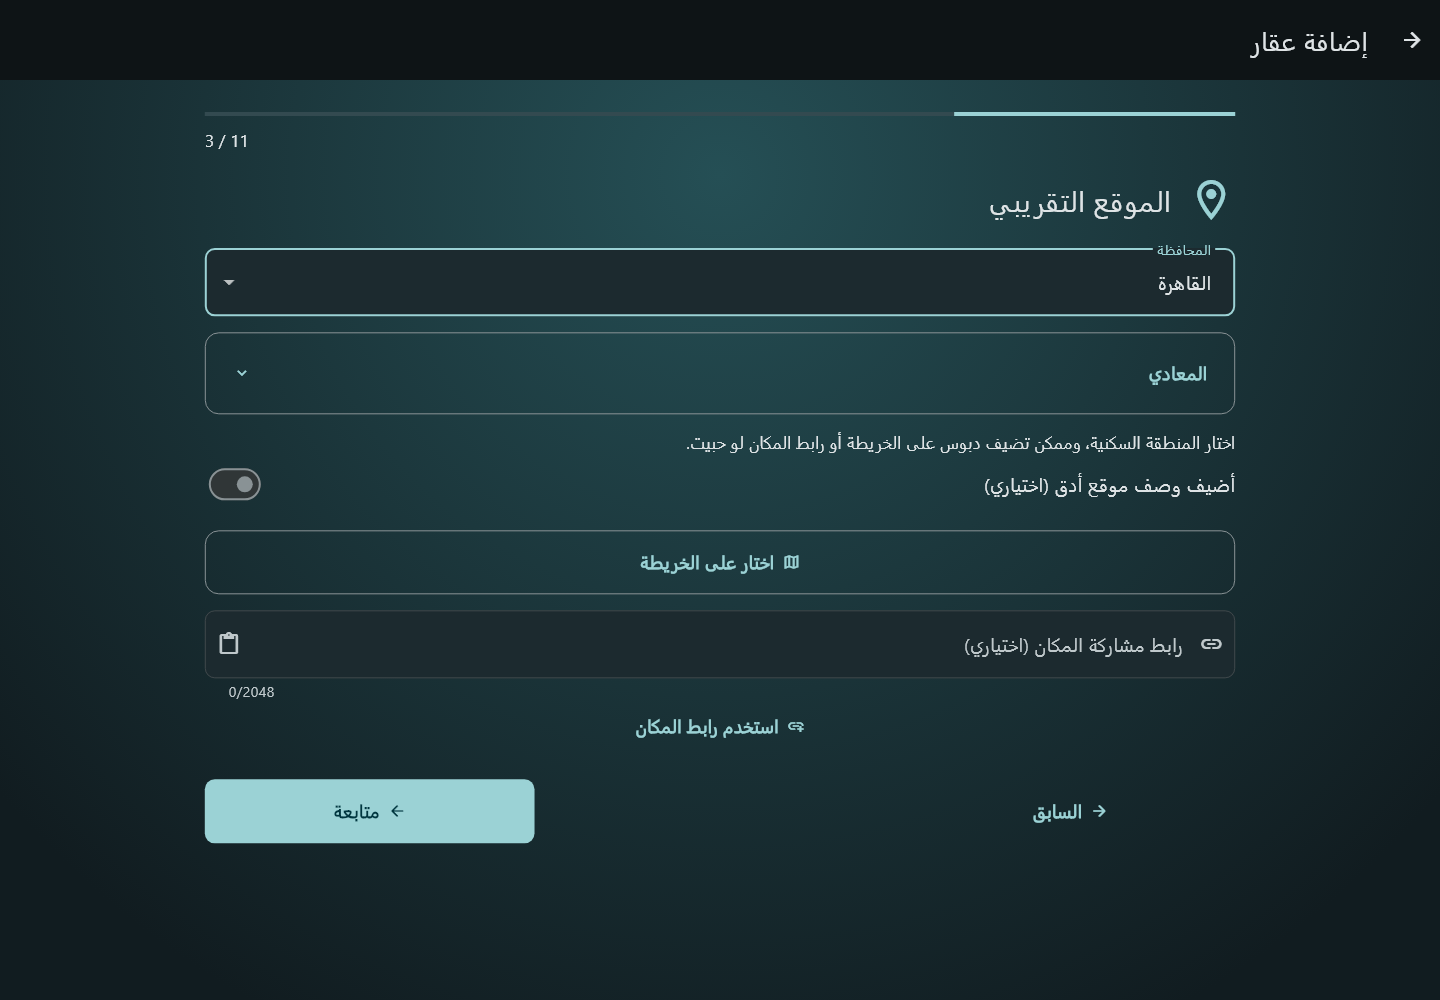 إضافة عقار
3 / 11
الموقع التقريبي
المحافظة
القاهرة
المعادي
اختار المنطقة السكنية، وممكن تضيف دبوس على الخريطة أو رابط المكان لو حبيت.
أضيف وصف موقع أدق (اختياري)
اختار على الخريطة
رابط مشاركة المكان (اختياري)
0/2048
استخدم رابط المكان
السابق
متابعة